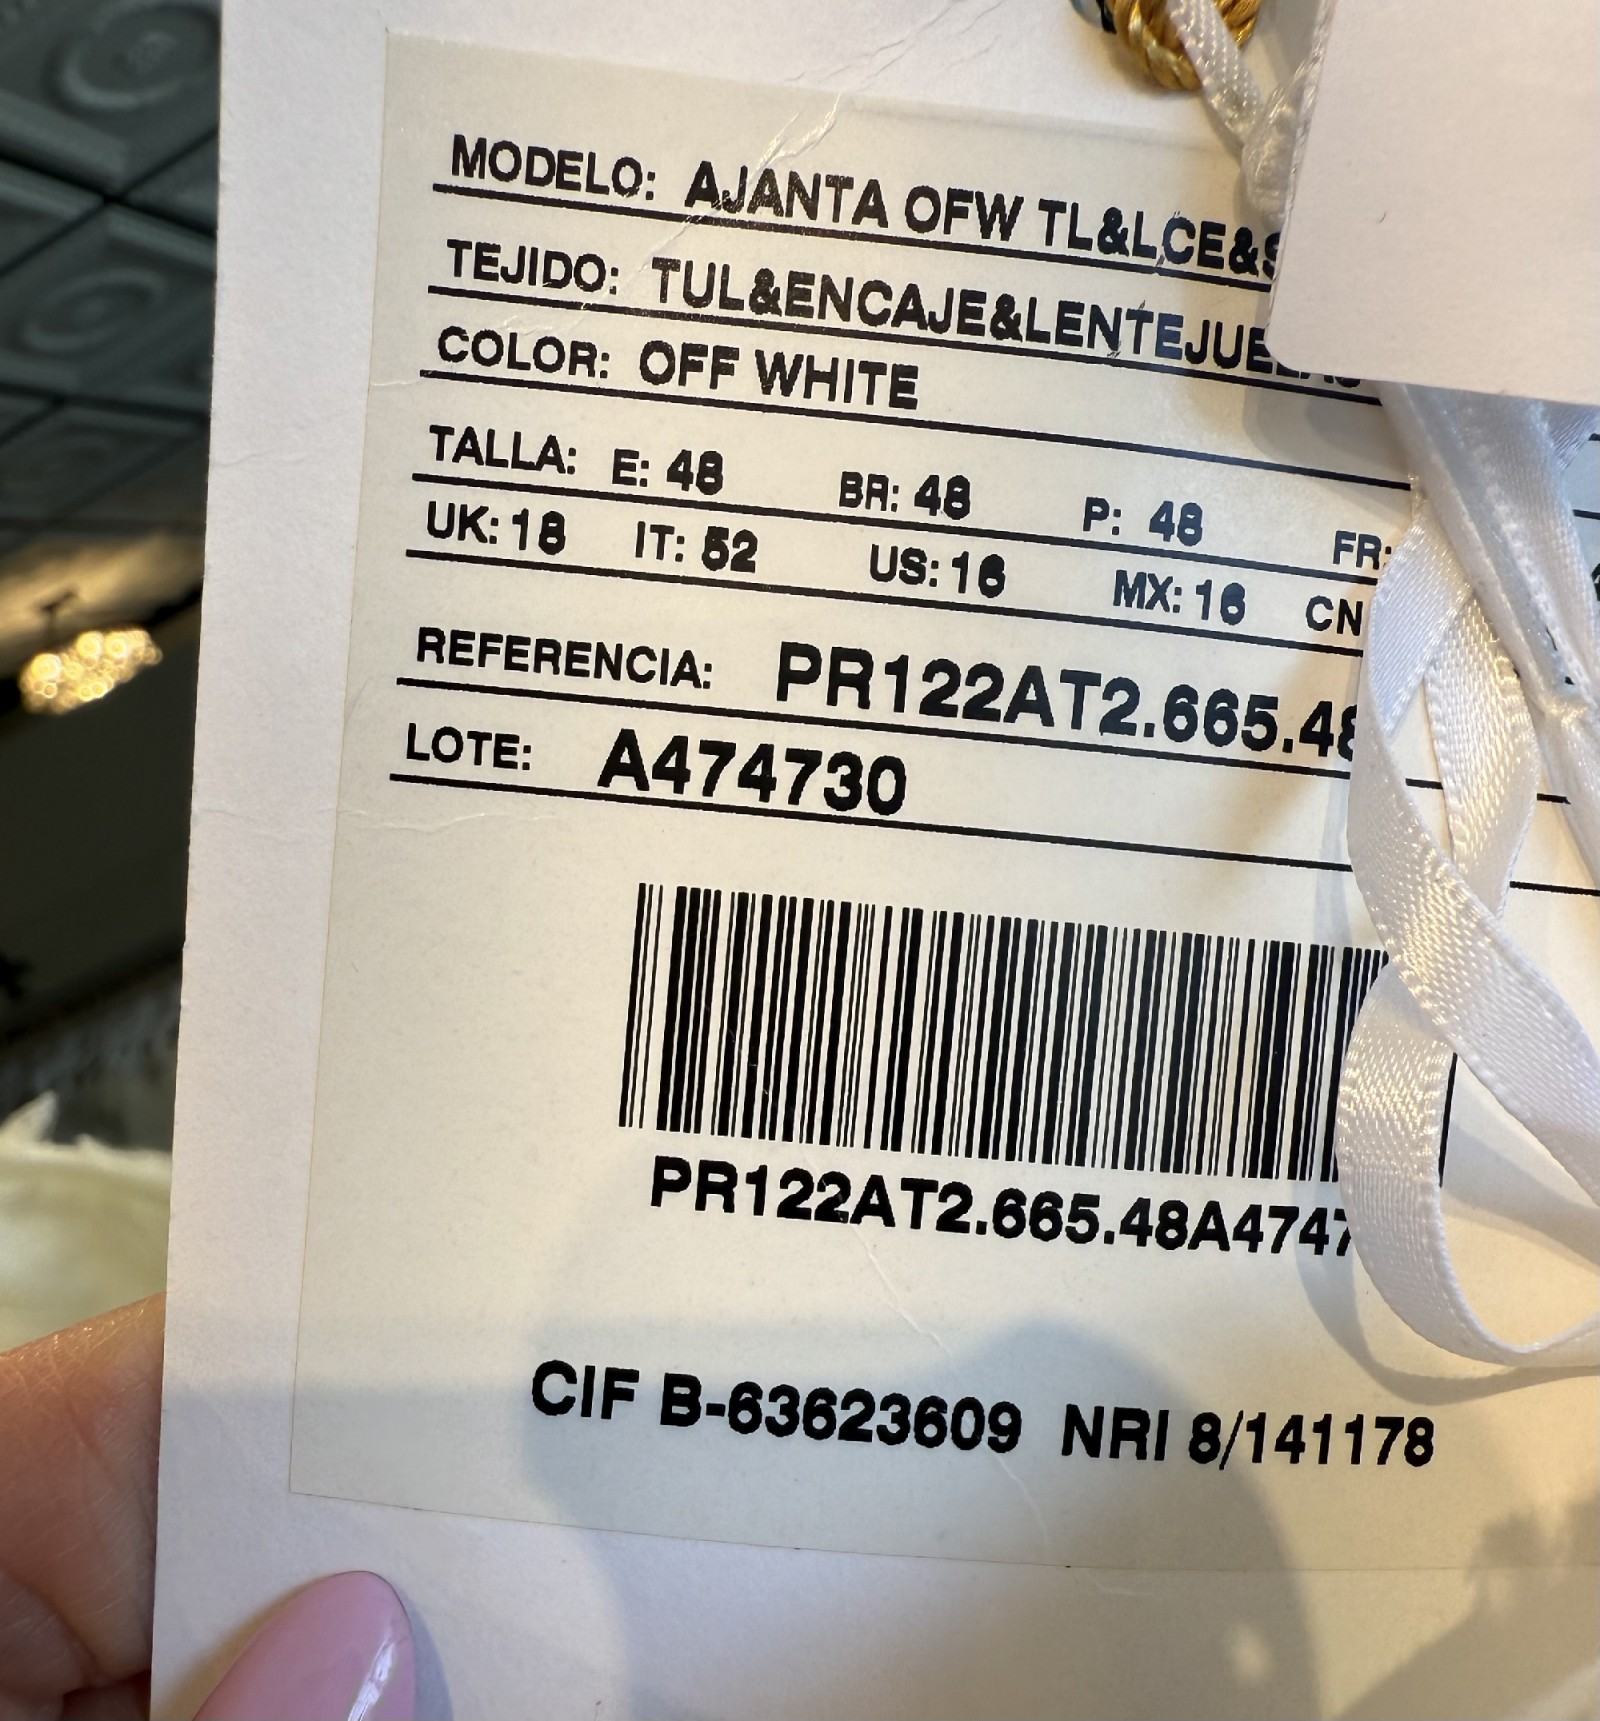 MODELO: AJANTA OFW TL&LCE&S
TEJIDO: TUL&ENCAJE&LENTEJUELAS
COLOR: OFF WHITE
TALLA: E: 48 BR: 48 P: 48 FR:
UK: 18 IT: 52 US: 16 MX: 16 CN
REFERENCIA: PR122AT2.665.48
LOTE: A474730
PR122AT2.665.48A4747
CIF B-63623609 NRI 8/141178